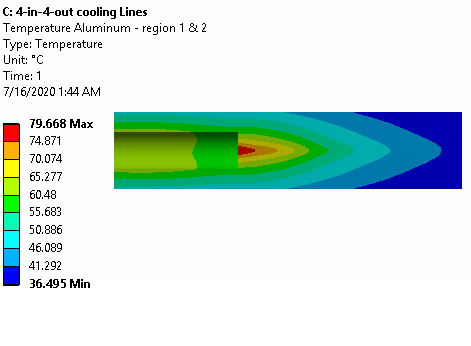 C: 4-in-4-out cooling Lines
Temperature Aluminum - region 1 & 2
Type: Temperature
Unit: °C
Time: 1
7/16/2020 1:44 AM
79.668 Max
74.871
70.074
65.277
60.48
55.683
50.886
46.089
41.292
36.495 Min